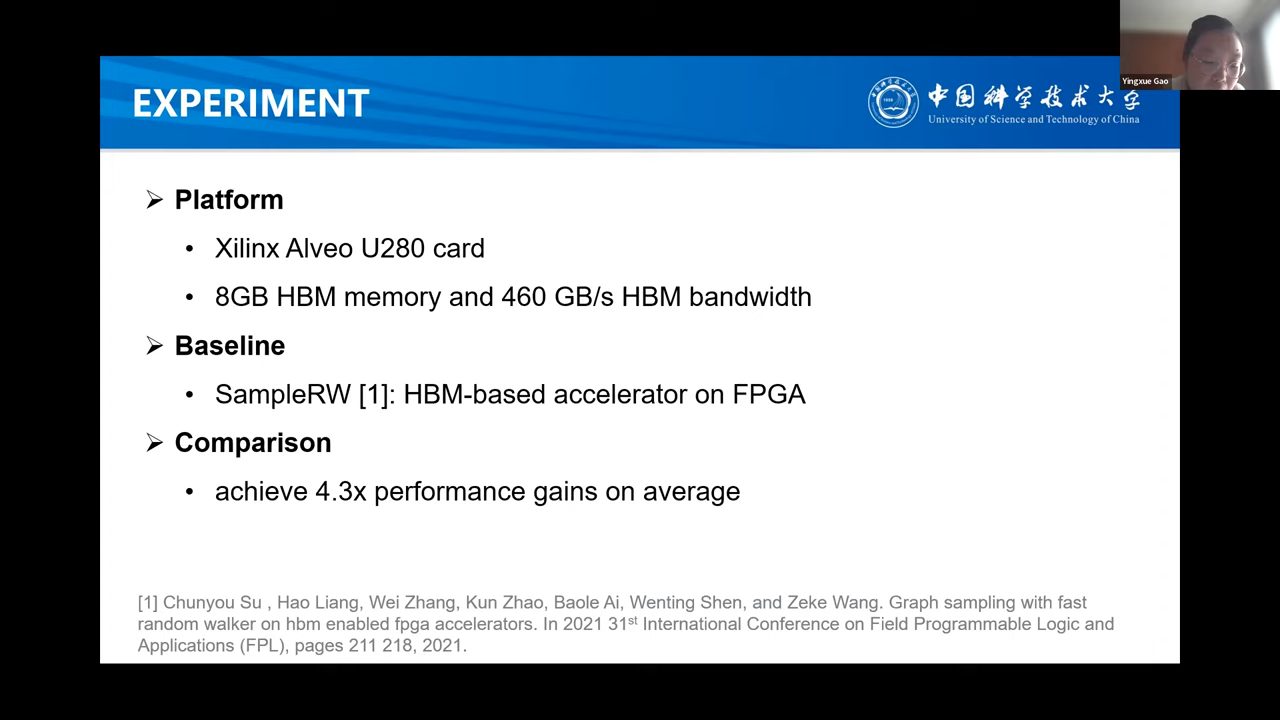 Yingxue Gao
EXPERIMENT
中国科学技术大学
University of Science and Technology of China
1958
➢ Platform
• Xilinx Alveo U280 card
• 8GB HBM memory and 460 GB/s HBM bandwidth
➢ Baseline
• SampleRW [1]: HBM-based accelerator on FPGA
➢ Comparison
• achieve 4.3x performance gains on average
[1] Chunyou Su , Hao Liang, Wei Zhang, Kun Zhao, Baole Ai, Wenting Shen, and Zeke Wang. Graph sampling with fast
random walker on hbm enabled fpga accelerators. In 2021 31st International Conference on Field Programmable Logic and
Applications (FPL), pages 211 218, 2021.